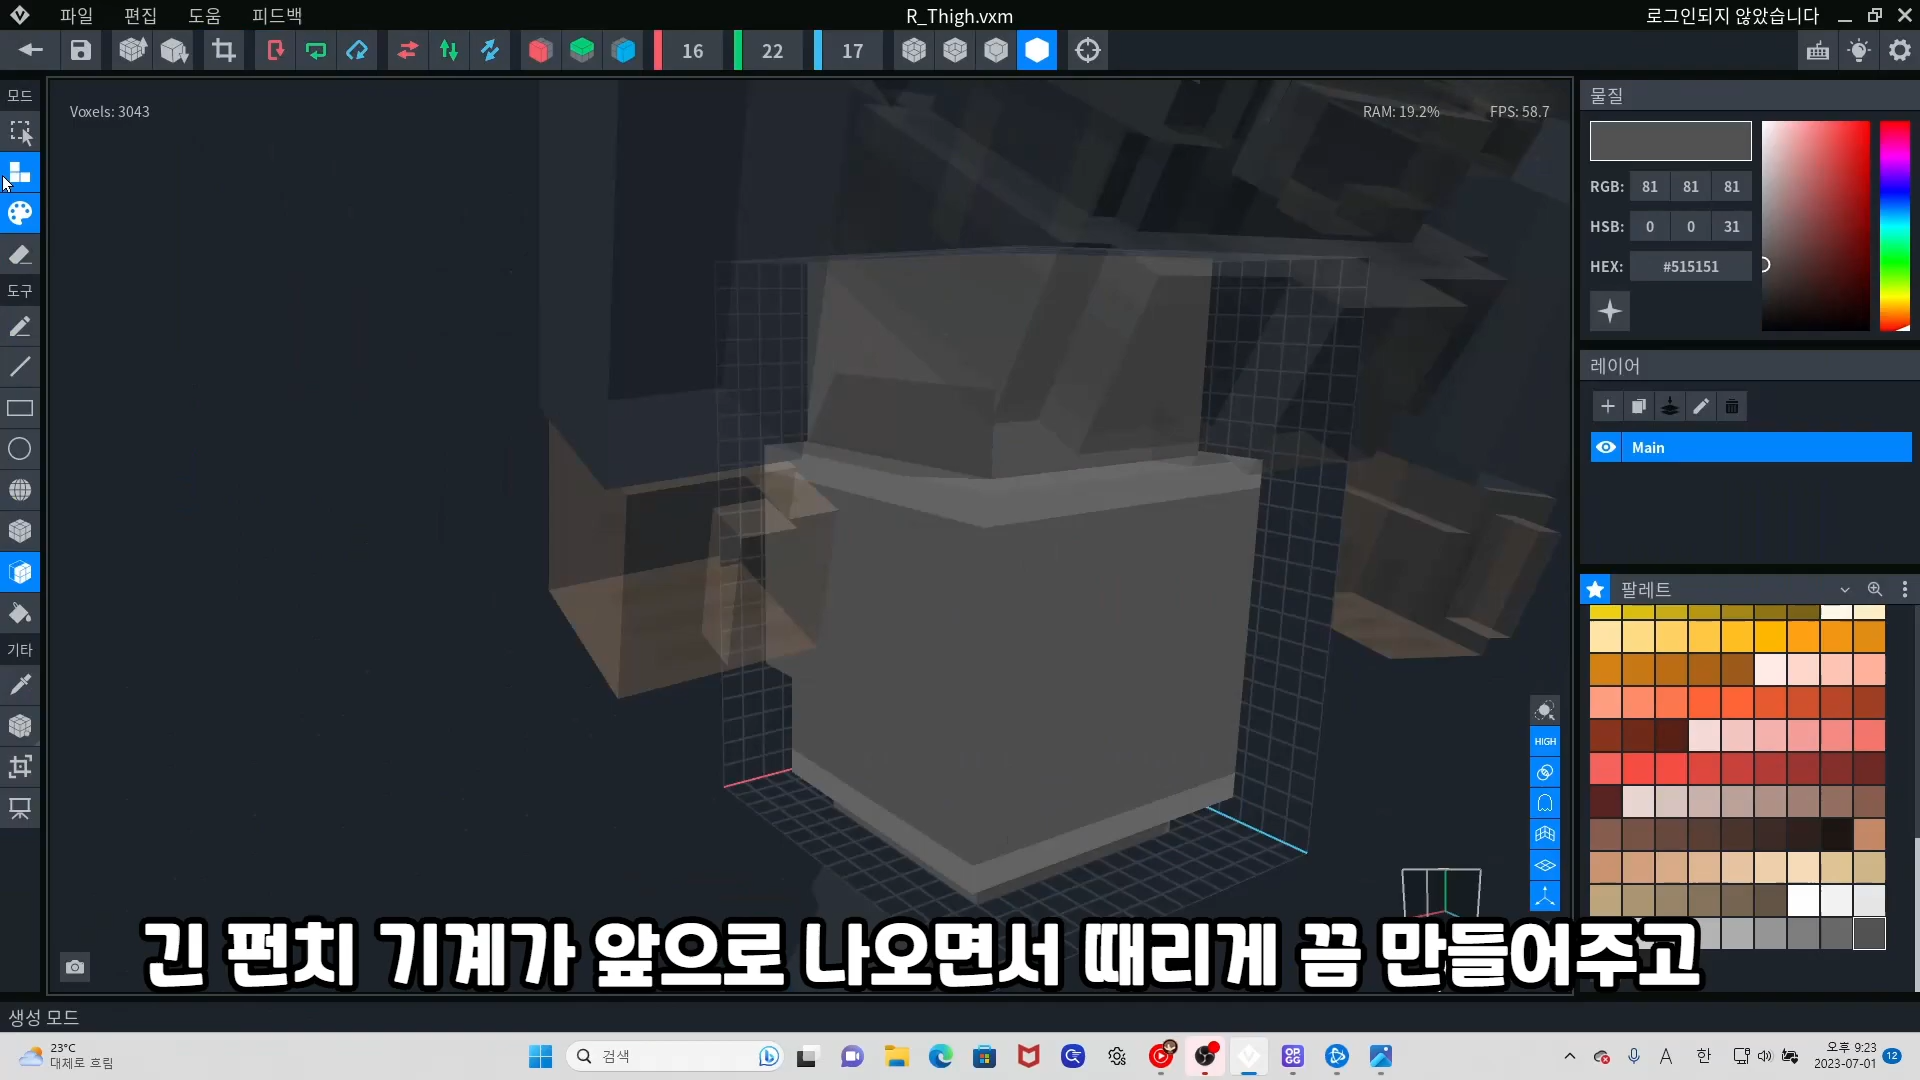 파일 편집 도움 피드백 R_Thigh.vxm 로그인되지 않았습니다
16 22 17
모드
Voxels: 3043 RAM: 19.2% FPS: 58.7
물질
RGB: 81 81 81
HSB: 0 0 31
HEX: #515151
도구
레이어
Main
팔레트
기타
HIGH
긴 펀치 기계가 앞으로 나오면서 때리게 끔 만들어주고
생성 모드
23°C
대체로 흐림
검색
OP.GG
A 한
오후 9:23
2023-07-01
12